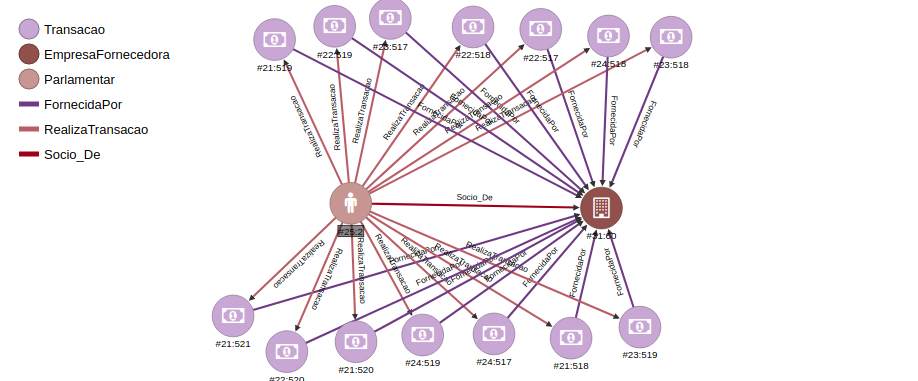 Transacao
EmpresaFornecedora
Parlamentar
FornecidaPor
RealizaTransacao
Socio_De
#21:519
#22:519
#23:517
#22:518
#22:517
#24:518
#23:518
RealizaTransacao
RealizaTransacao
RealizaTransacao
RealizaTransacao
RealizaTransacao
RealizaTransacao
RealizaTransacao
FornecidaPor
FornecidaPor
FornecidaPor
FornecidaPor
FornecidaPor
FornecidaPor
FornecidaPor
Socio_De
#25:2
#21:60
RealizaTransacao
RealizaTransacao
RealizaTransacao
RealizaTransacao
RealizaTransacao
RealizaTransacao
RealizaTransacao
FornecidaPor
FornecidaPor
FornecidaPor
FornecidaPor
FornecidaPor
FornecidaPor
FornecidaPor
#21:521
#22:520
#21:520
#24:519
#24:517
#21:518
#23:519